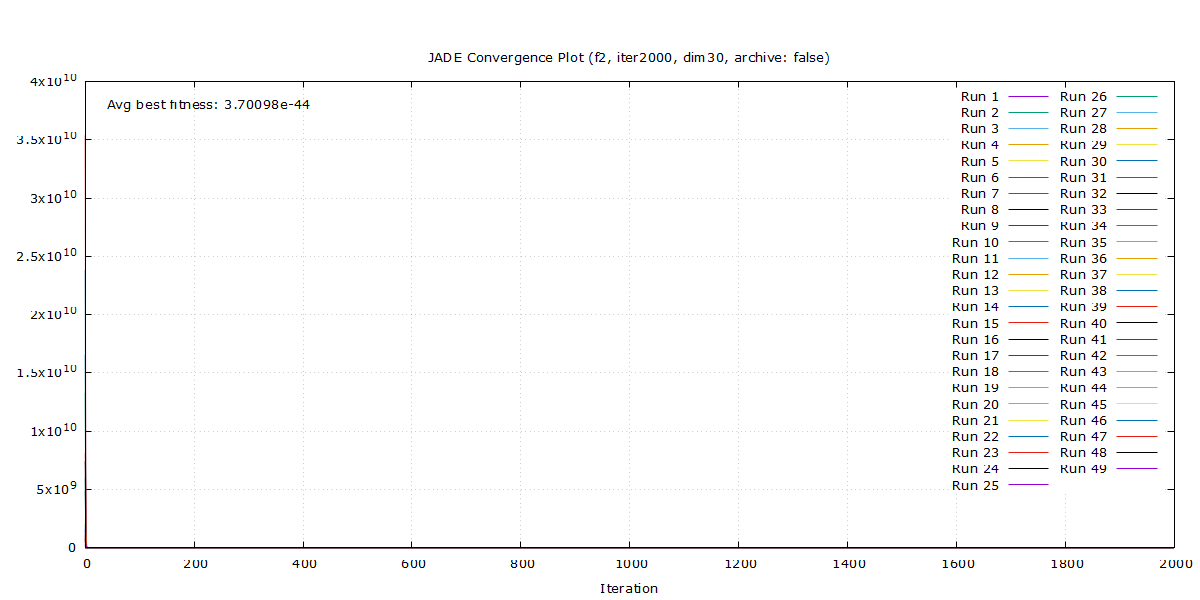 JADE Convergence Plot (f2, iter2000, dim30, archive: false)
Avg best fitness: 3.70098e-44
4x10^10
3.5x10^10
3x10^10
2.5x10^10
2x10^10
1.5x10^10
1x10^10
5x10^9
0
Run 1 Run 26
Run 2 Run 27
Run 3 Run 28
Run 4 Run 29
Run 5 Run 30
Run 6 Run 31
Run 7 Run 32
Run 8 Run 33
Run 9 Run 34
Run 10 Run 35
Run 11 Run 36
Run 12 Run 37
Run 13 Run 38
Run 14 Run 39
Run 15 Run 40
Run 16 Run 41
Run 17 Run 42
Run 18 Run 43
Run 19 Run 44
Run 20 Run 45
Run 21 Run 46
Run 22 Run 47
Run 23 Run 48
Run 24 Run 49
Run 25
0 200 400 600 800 1000 1200 1400 1600 1800 2000
Iteration